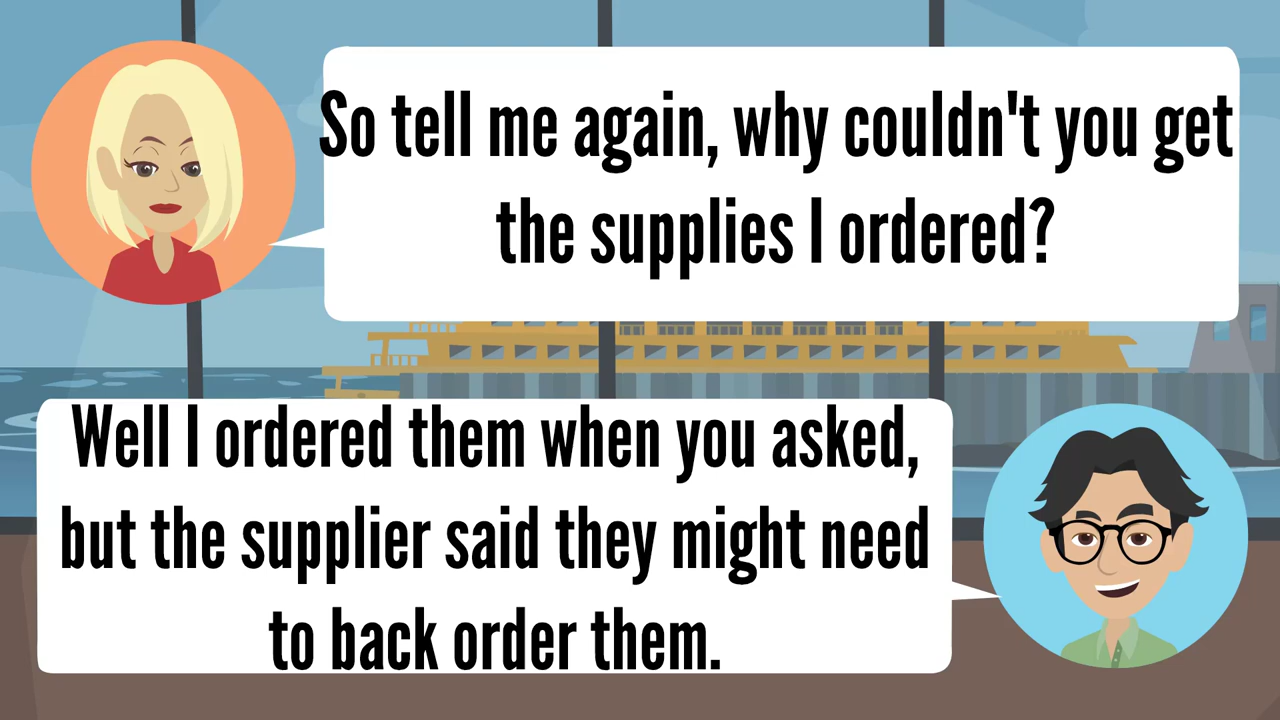 So tell me again, why couldn't you get
the supplies I ordered?
Well I ordered them when you asked,
but the supplier said they might need
to back order them.